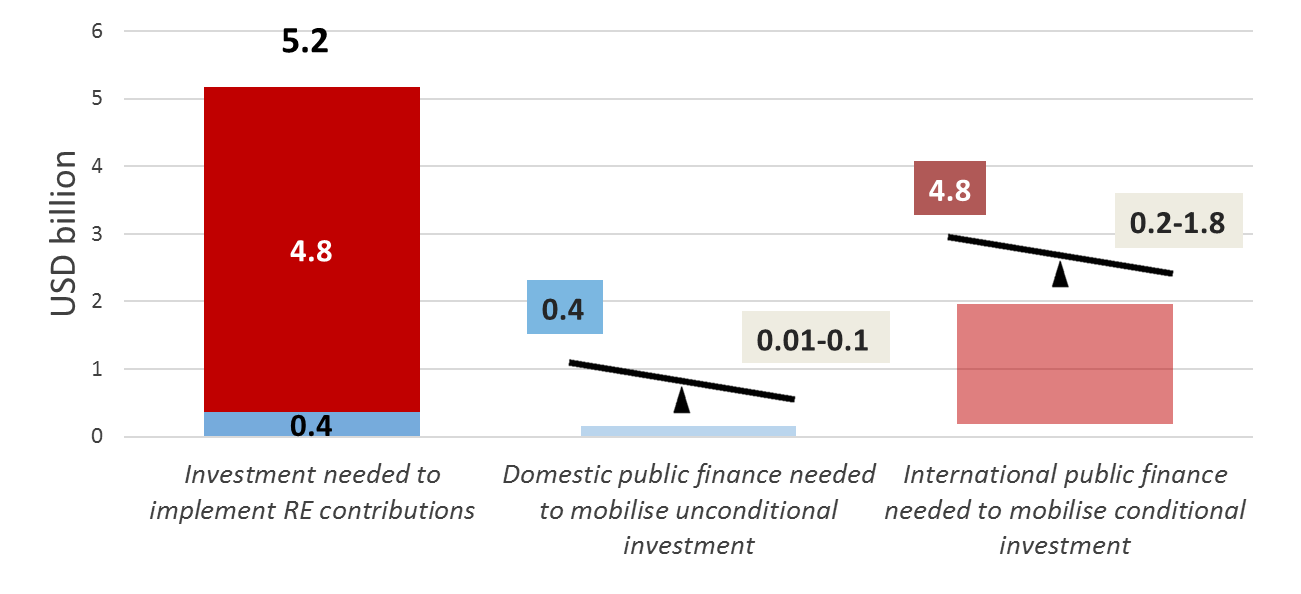 USD billion
6
5
4
3
2
1
0
5.2
4.8
0.4
0.4
0.01-0.1
4.8
0.2-1.8
Investment needed to
implement RE contributions
Domestic public finance needed
to mobilise unconditional
investment
International public finance
needed to mobilise conditional
investment